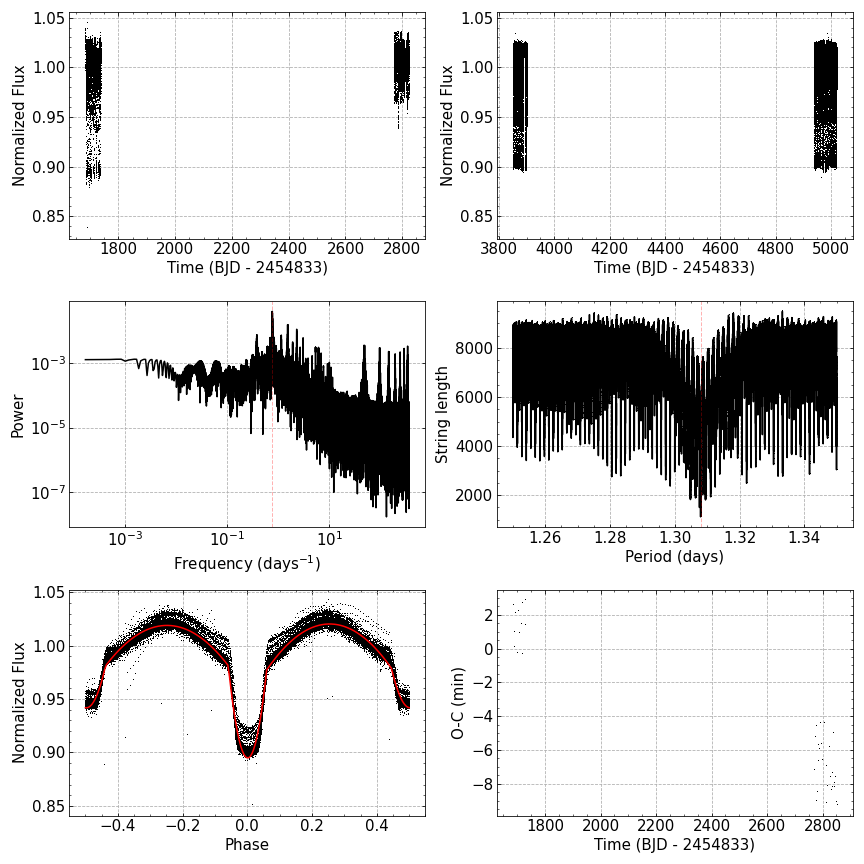 1.05
1.00
0.95
0.90
0.85
Normalized Flux
1800 2000 2200 2400 2600 2800
Time (BJD - 2454833)
1.05
1.00
0.95
0.90
0.85
Normalized Flux
3800 4000 4200 4400 4600 4800 5000
Time (BJD - 2454833)
10⁻³
10⁻⁵
10⁻⁷
Power
10⁻³ 10⁻¹ 10¹
Frequency (days⁻¹)
8000
6000
4000
2000
String length
1.26 1.28 1.30 1.32 1.34
Period (days)
1.05
1.00
0.95
0.90
0.85
Normalized Flux
−0.4 −0.2 0.0 0.2 0.4
Phase
2
0
−2
−4
−6
−8
O-C (min)
1800 2000 2200 2400 2600 2800
Time (BJD - 2454833)